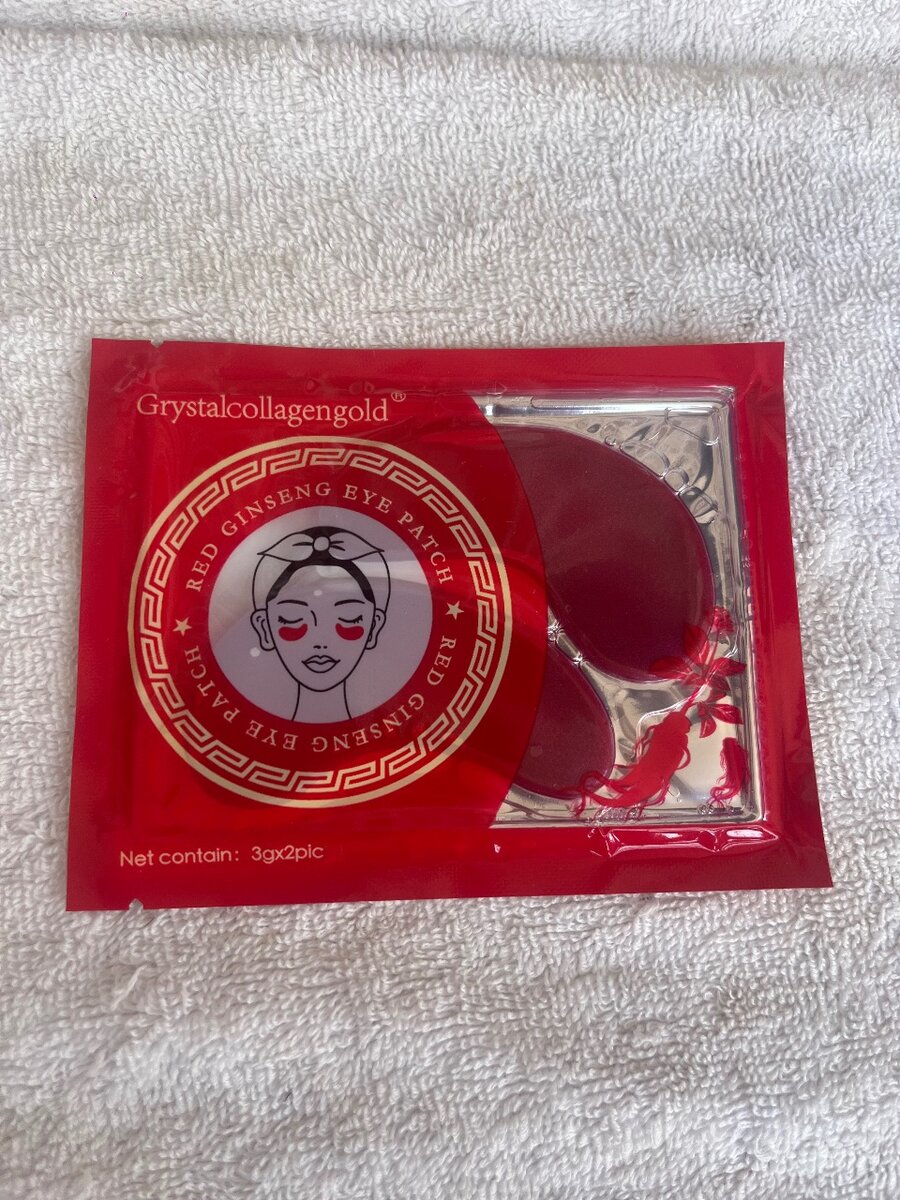 Grystalcollagengold®
RED GINSENG EYE PATCH ★
RED GINSENG EYE PATCH ★
Net contain: 3gx2pic